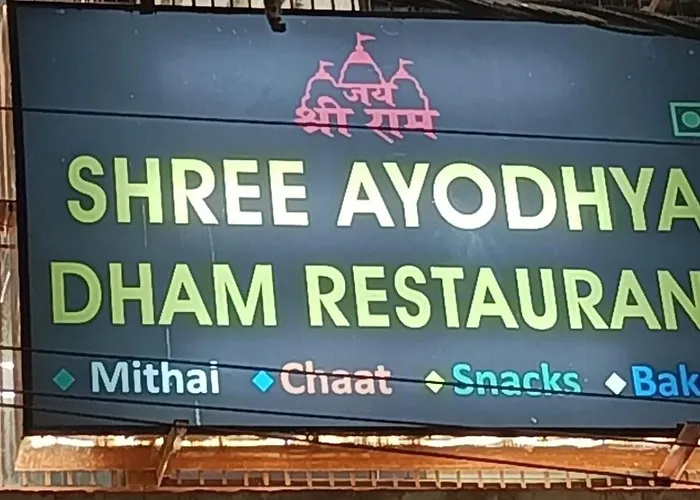 जय
श्री राम
SHREE AYODHYA
DHAM RESTAURAN
Mithai Chaat Snacks Bak